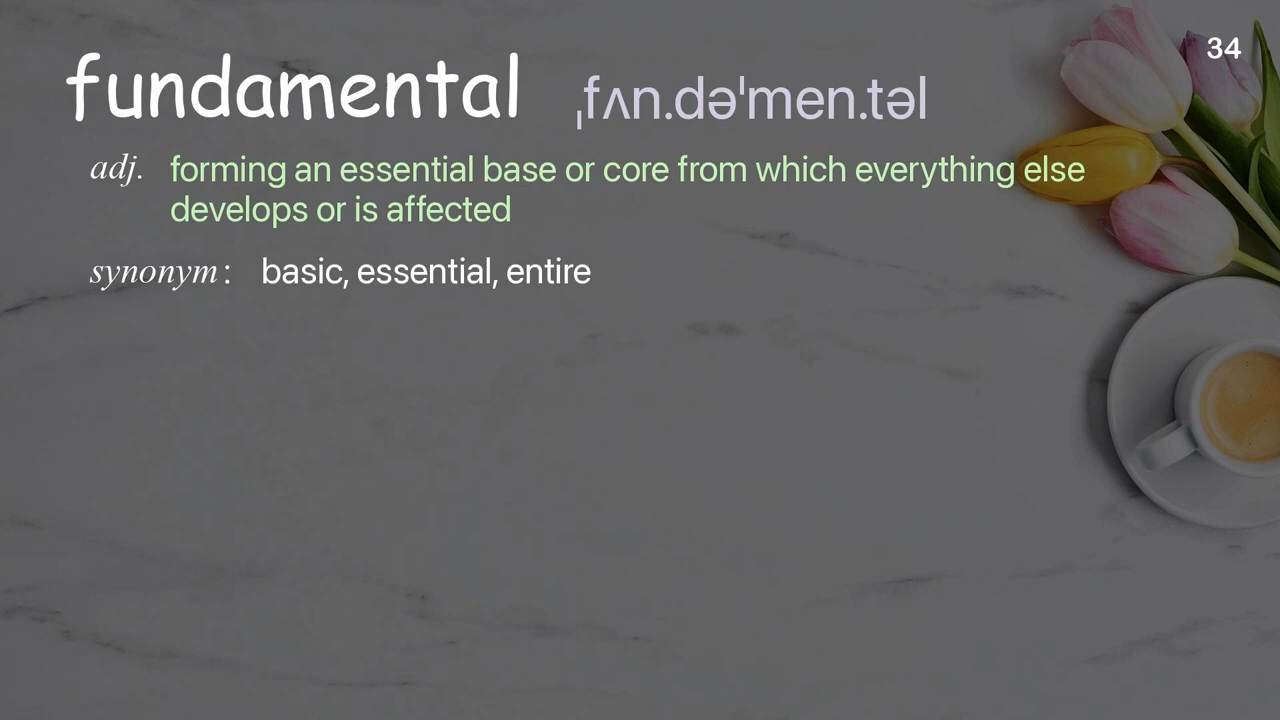 34
fundamental ˌfʌn.dəˈmen.təl
adj. forming an essential base or core from which everything else
develops or is affected
synonym: basic, essential, entire